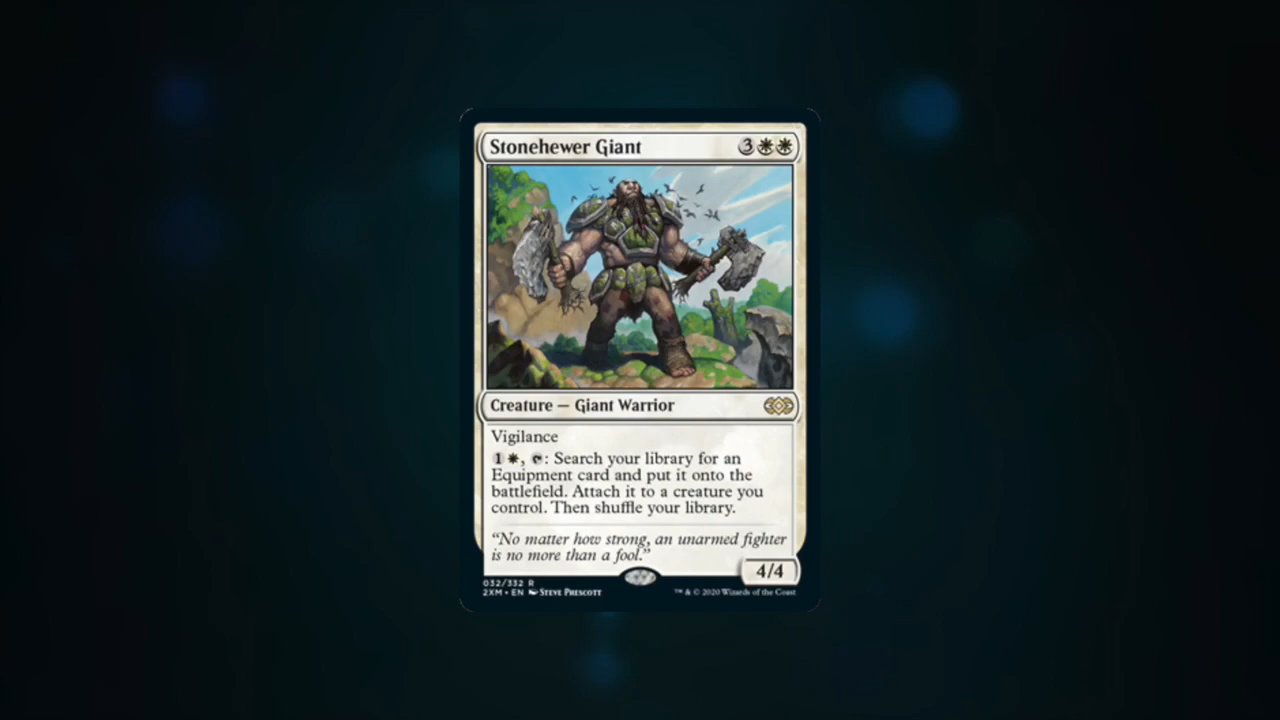 Stonehewer Giant 3
Creature — Giant Warrior
Vigilance
1 , : Search your library for an
Equipment card and put it onto the
battlefield. Attach it to a creature you
control. Then shuffle your library.
“No matter how strong, an unarmed fighter
is no more than a fool.”
4/4
032/332 R
2XM • EN Steve Prescott
™ & © 2020 Wizards of the Coast